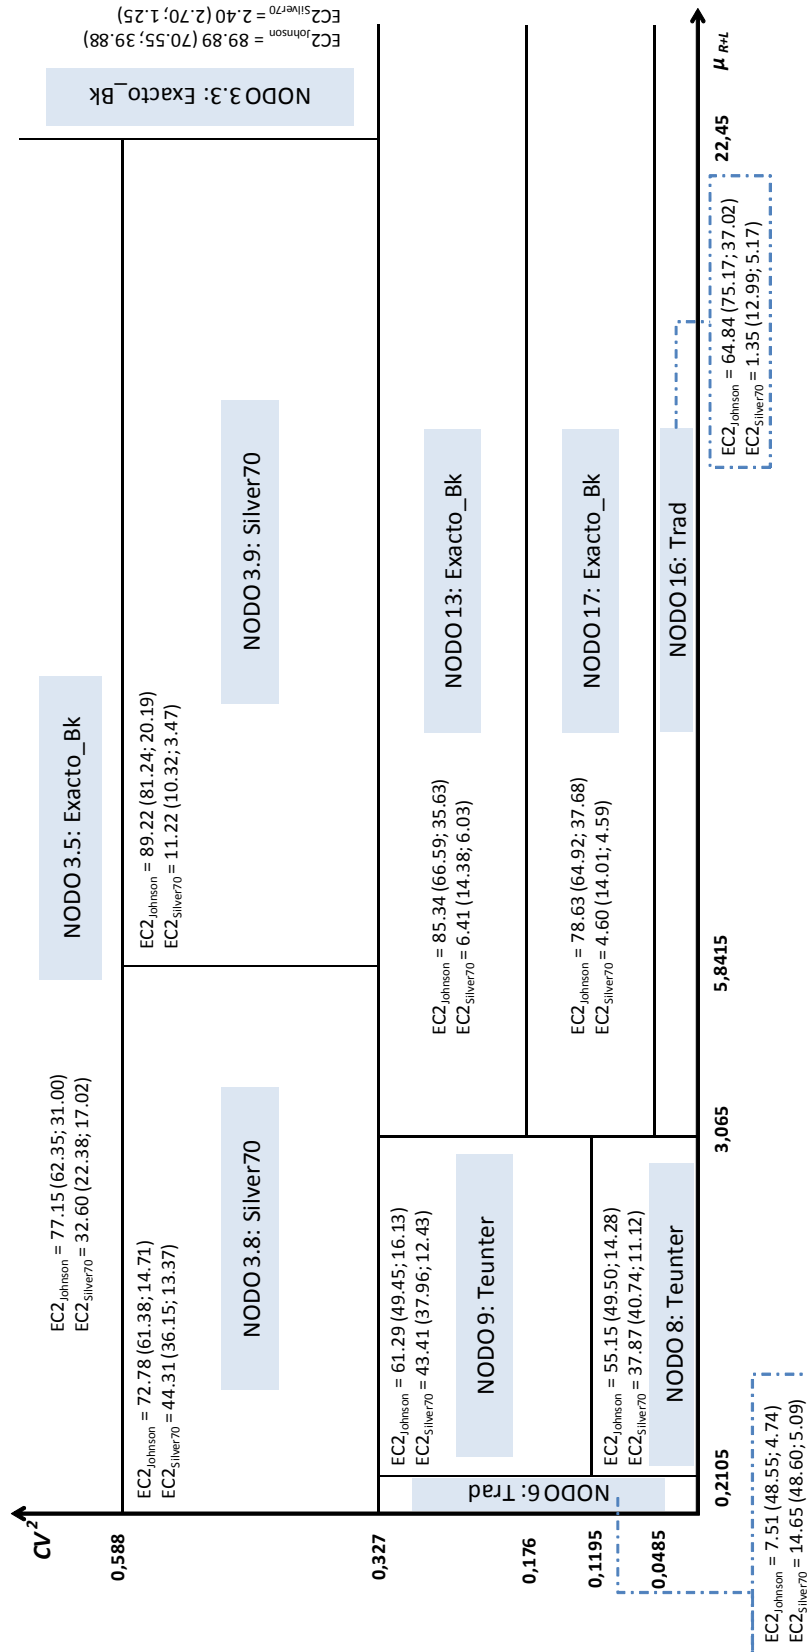 CV²
0,588
0,327
0,176
0,1195
0,0485
NODO 3.5: Exacto_Bk
EC2Johnson = 77.15 (62.35; 31.00)
EC2Silver70 = 32.60 (22.38; 17.02)
NODO 3.3: Exacto_Bk
EC2Johnson = 89.89 (70.55; 39.88)
EC2Silver70 = 2.40 (2.70; 1.25)
EC2Johnson = 72.78 (61.38; 14.71)
EC2Silver70 = 44.31 (36.15; 13.37)
NODO 3.8: Silver70
EC2Johnson = 89.22 (81.24; 20.19)
EC2Silver70 = 11.22 (10.32; 3.47)
NODO 3.9: Silver70
NODO 6: Trad
EC2Johnson = 61.29 (49.45; 16.13)
EC2Silver70 = 43.41 (37.96; 12.43)
NODO 9: Teunter
EC2Johnson = 85.34 (66.59; 35.63)
EC2Silver70 = 6.41 (14.38; 6.03)
NODO 13: Exacto_Bk
EC2Johnson = 78.63 (64.92; 37.68)
EC2Silver70 = 4.60 (14.01; 4.59)
NODO 17: Exacto_Bk
EC2Johnson = 55.15 (49.50; 14.28)
EC2Silver70 = 37.87 (40.74; 11.12)
NODO 8: Teunter
NODO 16: Trad
0,2105
3,065
5,8415
22,45
μ R+L
EC2Johnson = 7.51 (48.55; 4.74)
EC2Silver70 = 14.65 (48.60; 5.09)
EC2Johnson = 64.84 (75.17; 37.02)
EC2Silver70 = 1.35 (12.99; 5.17)